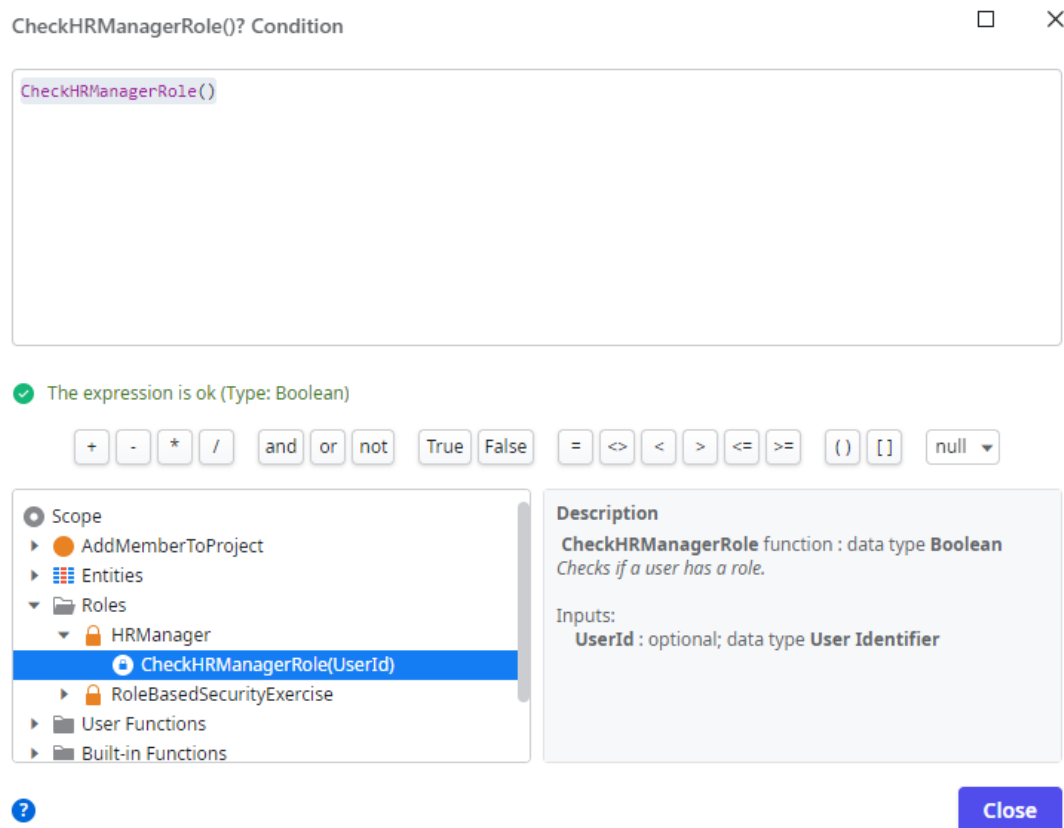 CheckHRManagerRole()? Condition
CheckHRManagerRole()
The expression is ok (Type: Boolean)
+ - * / and or not True False = <> < > <= >= ( ) [ ] null
Scope
AddMemberToProject
Entities
Roles
HRManager
CheckHRManagerRole(UserId)
RoleBasedSecurityExercise
User Functions
Built-in Functions
Description
CheckHRManagerRole function : data type Boolean
Checks if a user has a role.
Inputs:
UserId : optional; data type User Identifier
?
Close